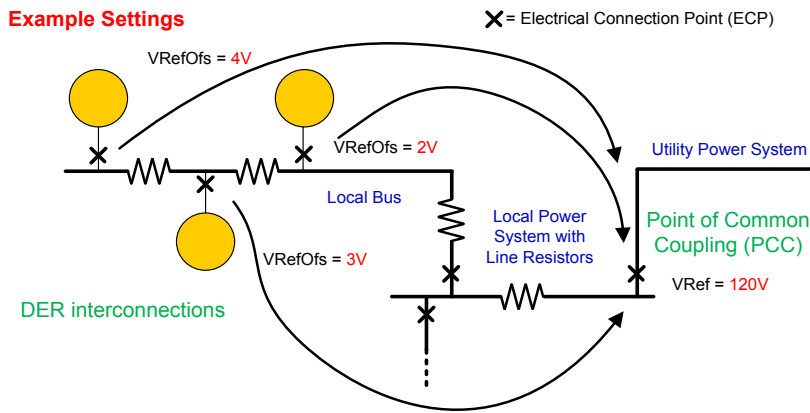 Example Settings
= Electrical Connection Point (ECP)
VRefOfs = 4V
VRefOfs = 2V
Utility Power System
Local Bus
Local Power
System with
Line Resistors
Point of Common
Coupling (PCC)
VRefOfs = 3V
VRef = 120V
DER interconnections